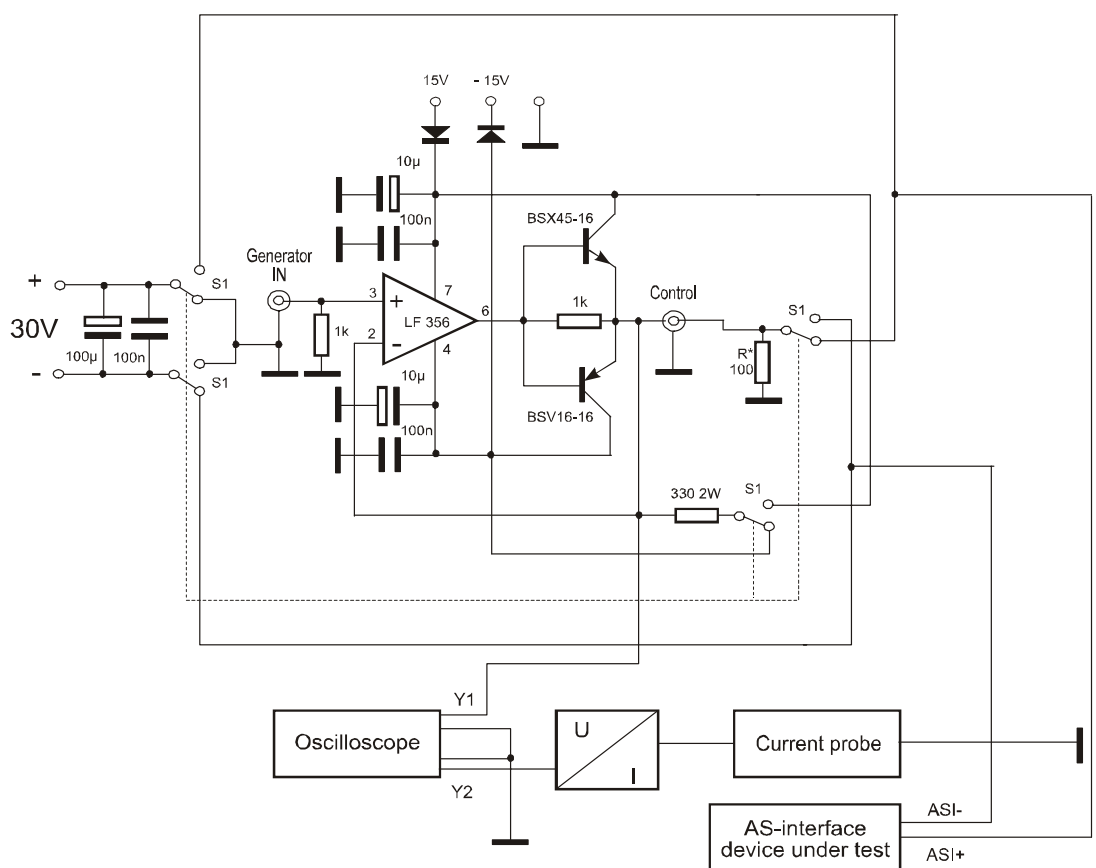 15V
- 15V
10µ
100n
BSX45-16
Generator
IN
Control
S1
S1
+
30V
-
100µ
100n
S1
1k
3
+
7
LF 356
2
-
4
6
1k
R*
100
10µ
100n
BSV16-16
330 2W
S1
Y1
Oscilloscope
Y2
U
I
Current probe
ASI-
AS-interface
device under test
ASI+